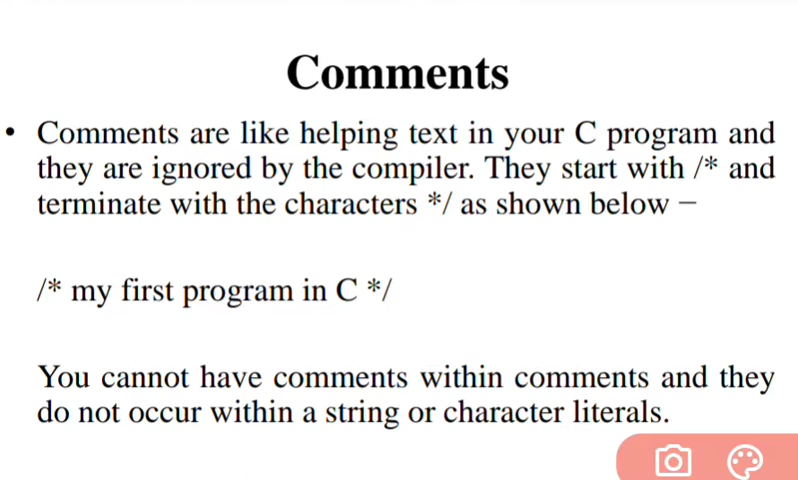 Comments
• Comments are like helping text in your C program and
they are ignored by the compiler. They start with /* and
terminate with the characters */ as shown below −
/* my first program in C */
You cannot have comments within comments and they
do not occur within a string or character literals.